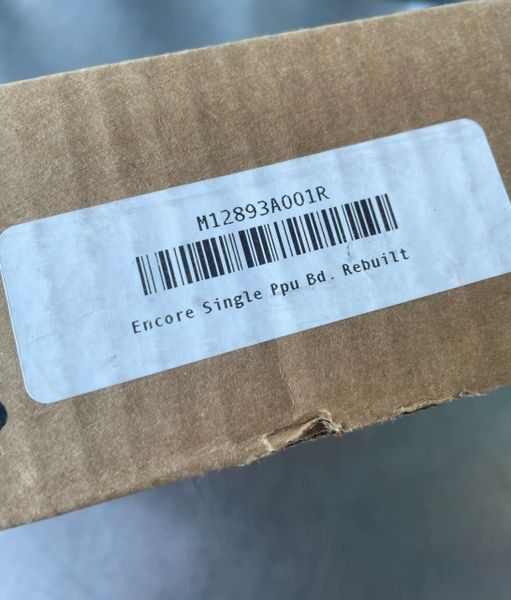 M12893A001R
Encore Single Ppu Bd. Rebuilt